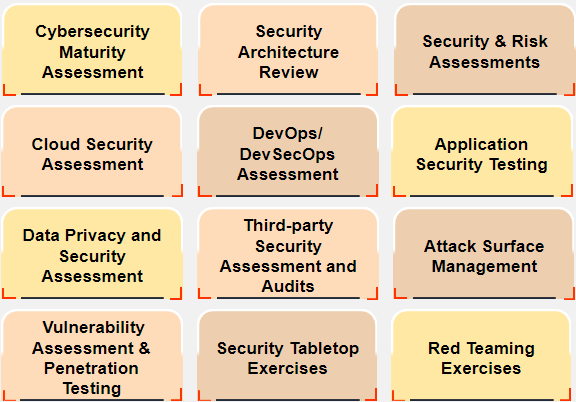 Cybersecurity
Maturity
Assessment
Security
Architecture
Review
Security & Risk
Assessments
Cloud Security
Assessment
DevOps/
DevSecOps
Assessment
Application
Security Testing
Data Privacy and
Security
Assessment
Third-party
Security
Assessment and
Audits
Attack Surface
Management
Vulnerability
Assessment &
Penetration
Testing
Security Tabletop
Exercises
Red Teaming
Exercises